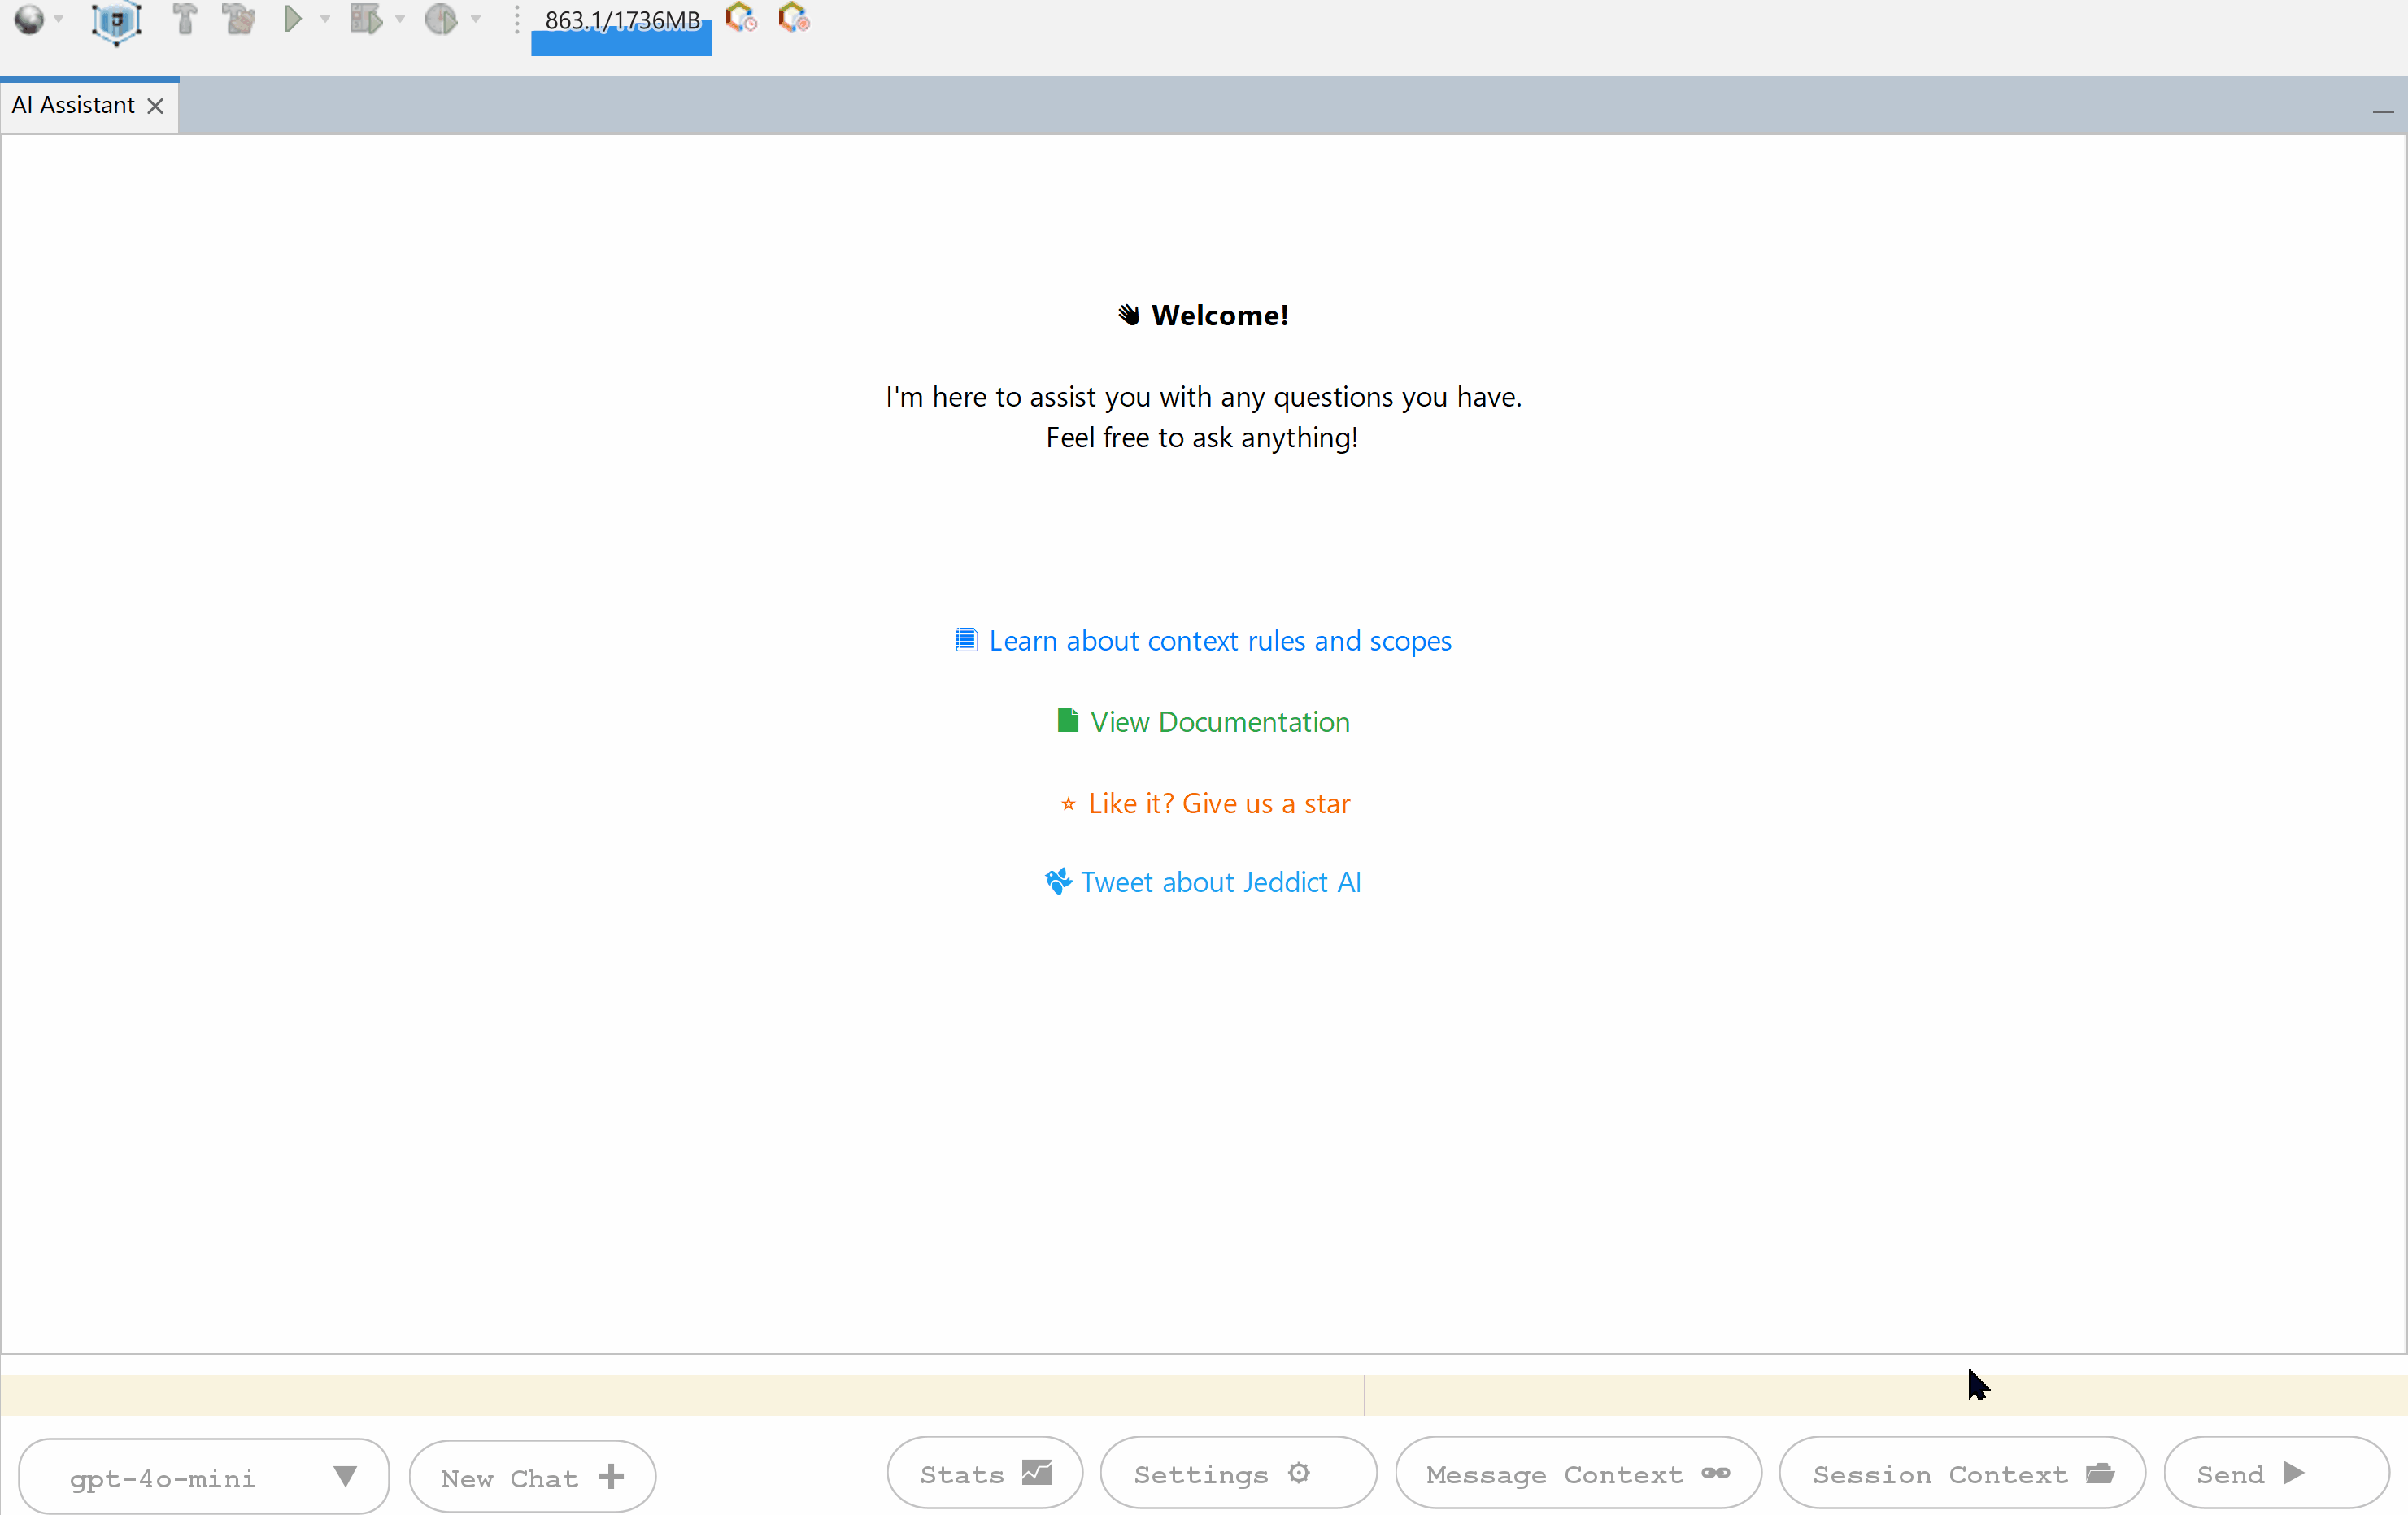 863.1/1736MB
AI Assistant
Welcome!
I'm here to assist you with any questions you have.
Feel free to ask anything!
Learn about context rules and scopes
View Documentation
Like it? Give us a star
Tweet about Jeddict AI
gpt-4o-mini New Chat Stats Settings Message Context Session Context Send